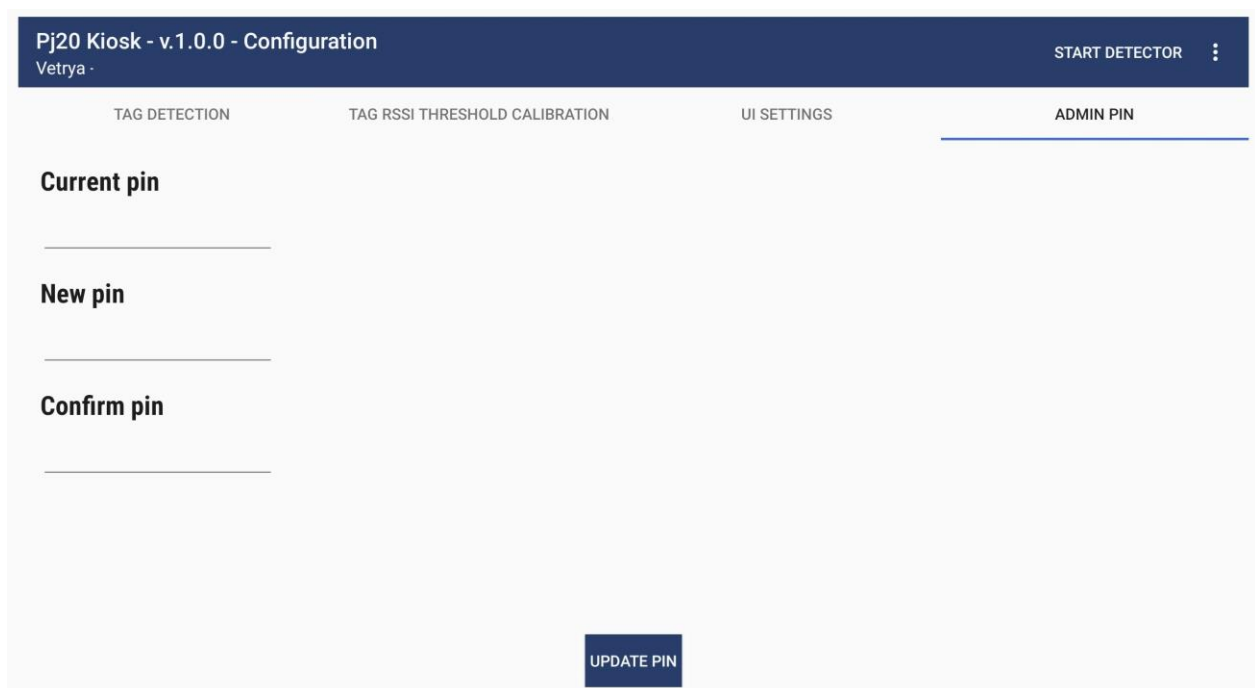 Pj20 Kiosk - v.1.0.0 - Configuration
Vetrya -
START DETECTOR
TAG DETECTION
TAG RSSI THRESHOLD CALIBRATION
UI SETTINGS
ADMIN PIN
Current pin
New pin
Confirm pin
UPDATE PIN